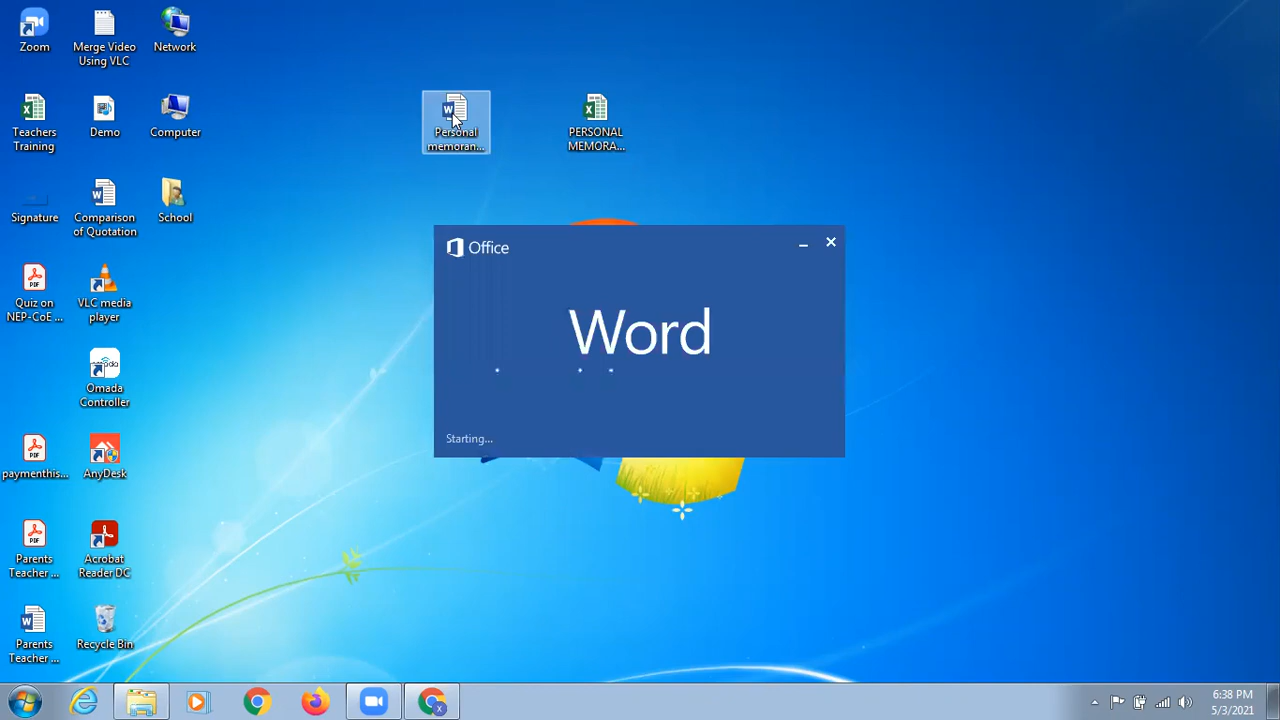 Zoom
Merge Video
Using VLC
Network
Teachers
Training
Demo
Computer
Personal
memoran...
PERSONAL
MEMORA...
Signature
Comparison
of Quotation
School
Quiz on
NEP-CoE ...
VLC media
player
Omada
Controller
paymenthis...
AnyDesk
Parents
Teacher ...
Acrobat
Reader DC
Parents
Teacher ...
Recycle Bin
Office
Word
Starting...
6:38 PM
5/3/2021